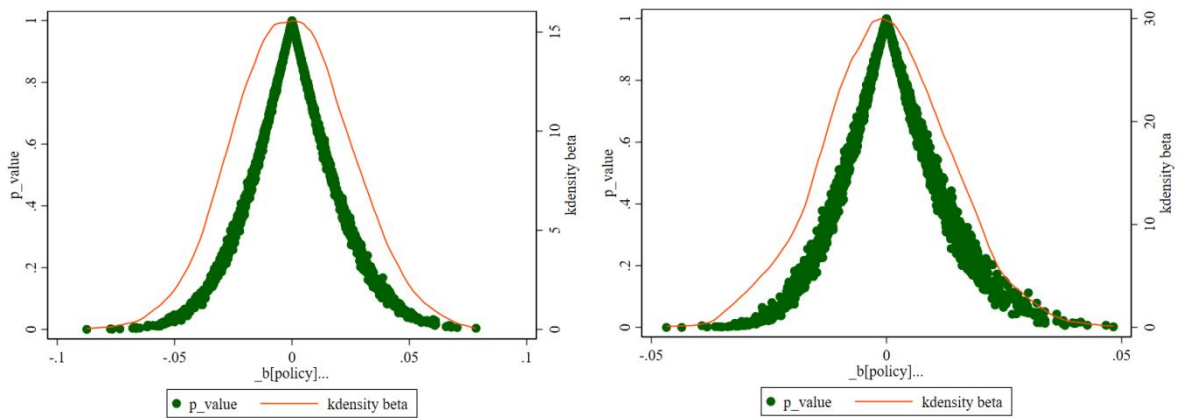 1
.8
.6
.4
.2
0
p_value
15
10
5
0
kdensity beta
-.1
-.05
0
.05
.1
_b[policy]...
p_value
kdensity beta
1
.8
.6
.4
.2
0
p_value
30
20
10
0
kdensity beta
-.05
0
.05
_b[policy]...
p_value
kdensity beta